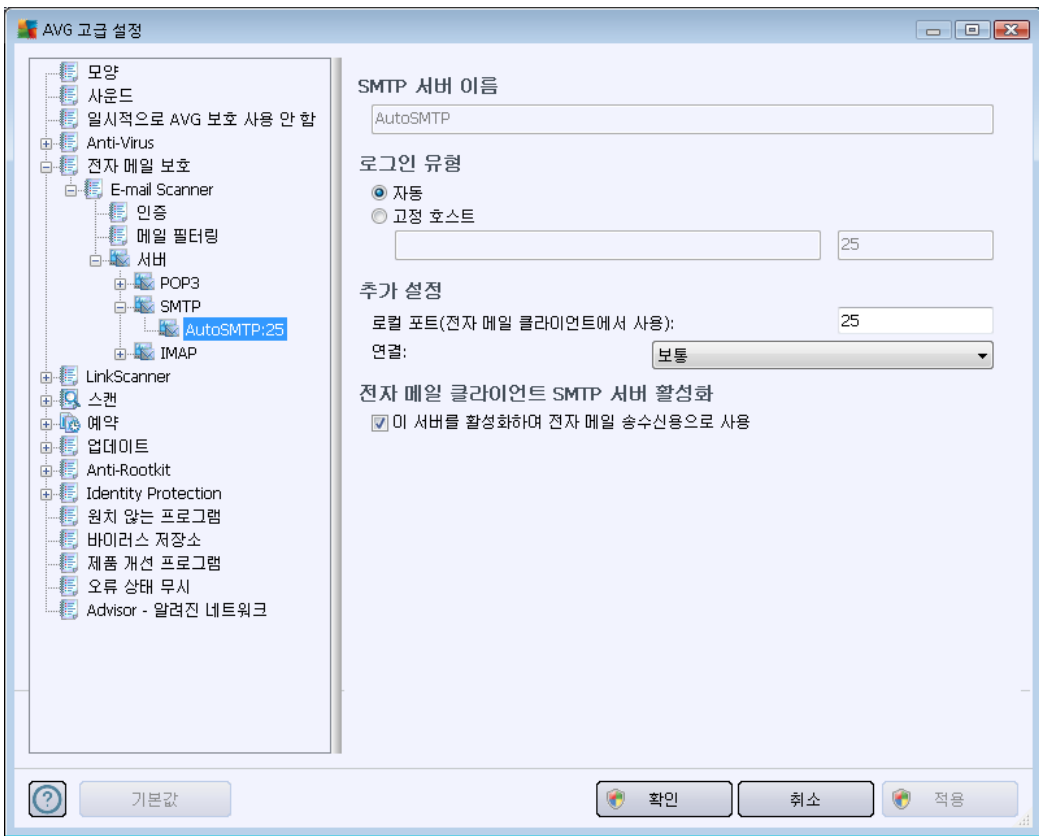 AVG 고급 설정
모양
사운드
일시적으로 AVG 보호 사용 안 함
Anti-Virus
전자 메일 보호
E-mail Scanner
인증
메일 필터링
서버
POP3
SMTP
AutoSMTP:25
IMAP
LinkScanner
스캔
예약
업데이트
Anti-Rootkit
Identity Protection
원치 않는 프로그램
바이러스 저장소
제품 개선 프로그램
오류 상태 무시
Advisor - 알려진 네트워크
SMTP 서버 이름
AutoSMTP
로그인 유형
자동
고정 호스트
25
추가 설정
로컬 포트(전자 메일 클라이언트에서 사용): 25
연결: 보통
전자 메일 클라이언트 SMTP 서버 활성화
이 서버를 활성화하여 전자 메일 송수신용으로 사용
기본값 확인 취소 적용